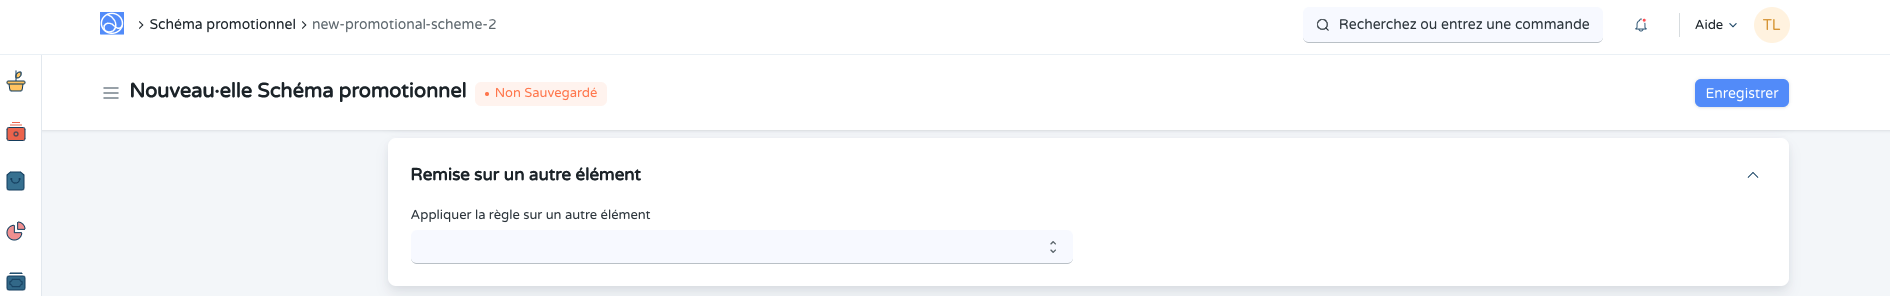 Schéma promotionnel new-promotional-scheme-2
Recherchez ou entrez une commande
Aide
TL
Nouveau·elle Schéma promotionnel
Non Sauvegardé
Enregistrer
Remise sur un autre élément
Appliquer la règle sur un autre élément